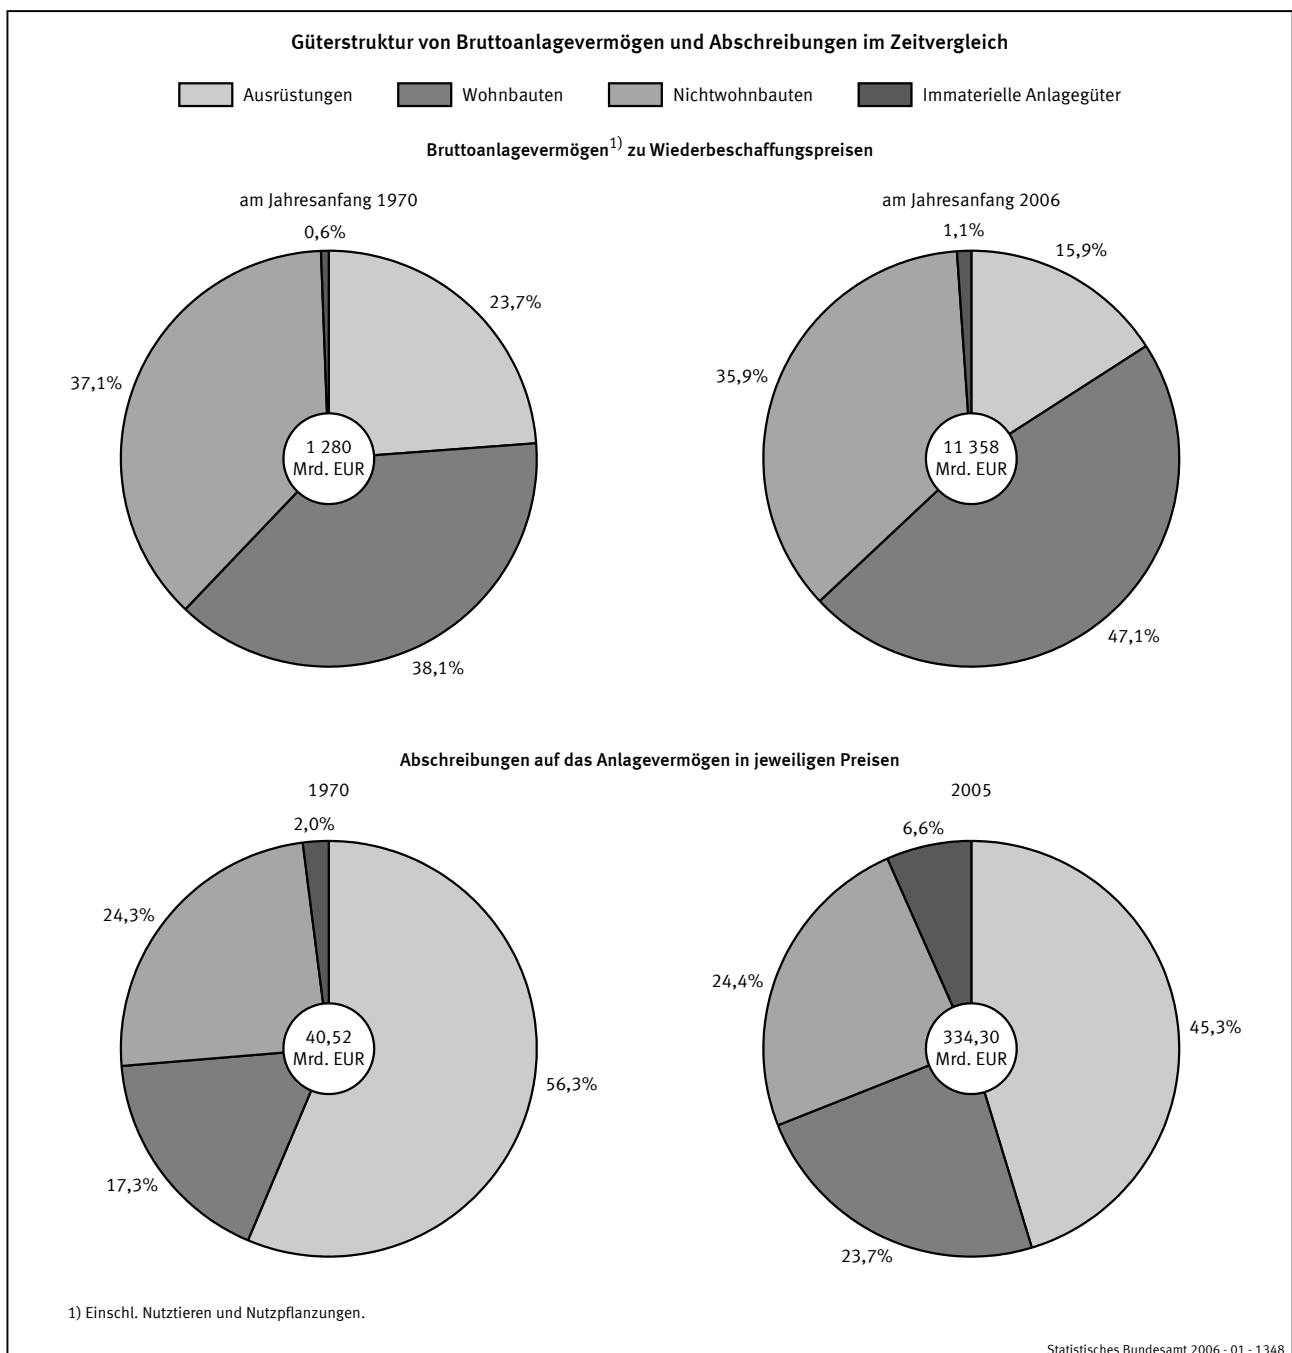 Güterstruktur von Bruttoanlagevermögen und Abschreibungen im Zeitvergleich
Ausrüstungen Wohnbauten Nichtwohnbauten Immaterielle Anlagegüter
Bruttoanlagevermögen1) zu Wiederbeschaffungspreisen
am Jahresanfang 1970
0,6%
23,7%
37,1%
1 280
Mrd. EUR
38,1%
am Jahresanfang 2006
1,1%
15,9%
35,9%
11 358
Mrd. EUR
47,1%
Abschreibungen auf das Anlagevermögen in jeweiligen Preisen
1970
2,0%
24,3%
40,52
Mrd. EUR
56,3%
17,3%
2005
6,6%
24,4%
334,30
Mrd. EUR
45,3%
23,7%
1) Einschl. Nutztieren und Nutzpflanzungen.
Statistisches Bundesamt 2006 - 01 - 1348